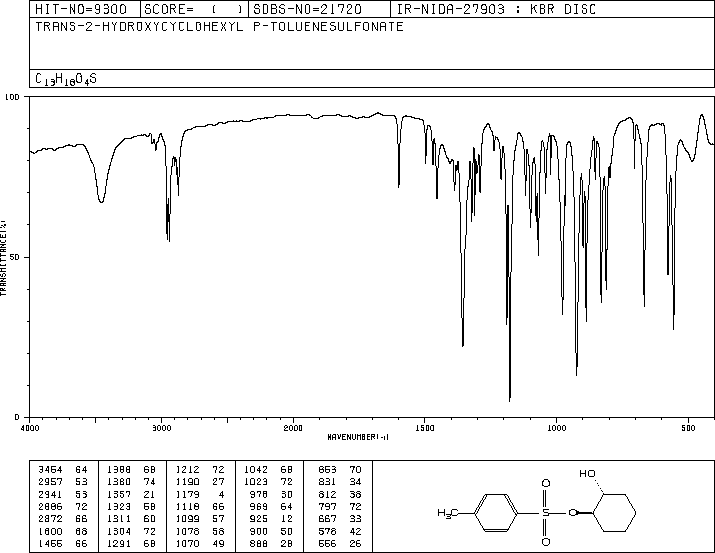 HIT-NO=9300 SCORE= ( ) SDBS-NO=21720 IR-NIDA-27903 : KBR DISC
TRANS-2-HYDROXYCYCLOHEXYL P-TOLUENESULFONATE
C13H18O4S
100
50
0
TRANSMITTANCE(%)
4000 3000 2000 1500 1000 500
WAVENUMBER(-1)
3464 64 1388 68 1212 72 1042 68 853 70
2957 53 1380 74 1190 27 1023 72 831 34
2941 53 1357 21 1179 4 978 30 812 38
2886 72 1323 58 1118 66 969 64 797 72
2872 66 1311 60 1099 57 925 12 667 33
1600 68 1304 72 1078 58 900 50 578 42
1455 66 1291 68 1070 49 888 28 556 26
HO
O
H3C S O
O